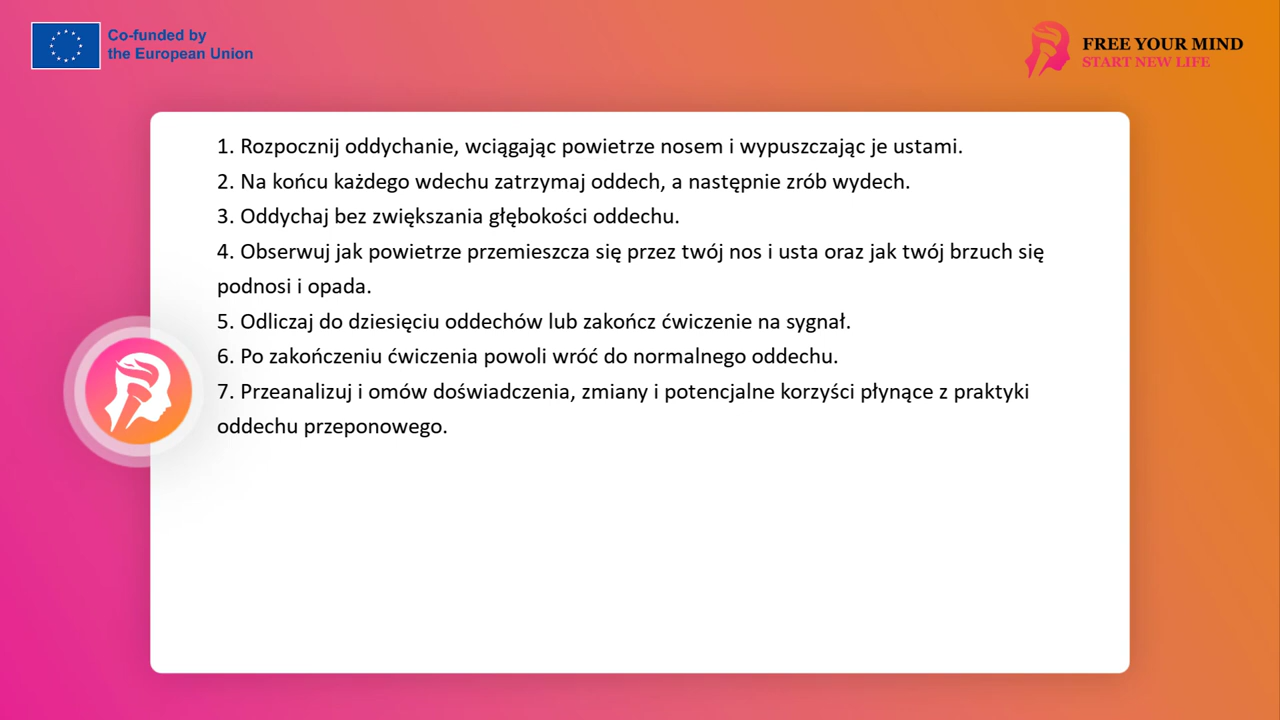 Co-funded by
the European Union
FREE YOUR MIND
START NEW LIFE
1. Rozpocznij oddychanie, wciągając powietrze nosem i wypuszczając je ustami.
2. Na końcu każdego wdechu zatrzymaj oddech, a następnie zrób wydech.
3. Oddychaj bez zwiększania głębokości oddechu.
4. Obserwuj jak powietrze przemieszcza się przez twój nos i usta oraz jak twój brzuch się
podnosi i opada.
5. Odliczaj do dziesięciu oddechów lub zakończ ćwiczenie na sygnał.
6. Po zakończeniu ćwiczenia powoli wróć do normalnego oddechu.
7. Przeanalizuj i omów doświadczenia, zmiany i potencjalne korzyści płynące z praktyki
oddechu przeponowego.